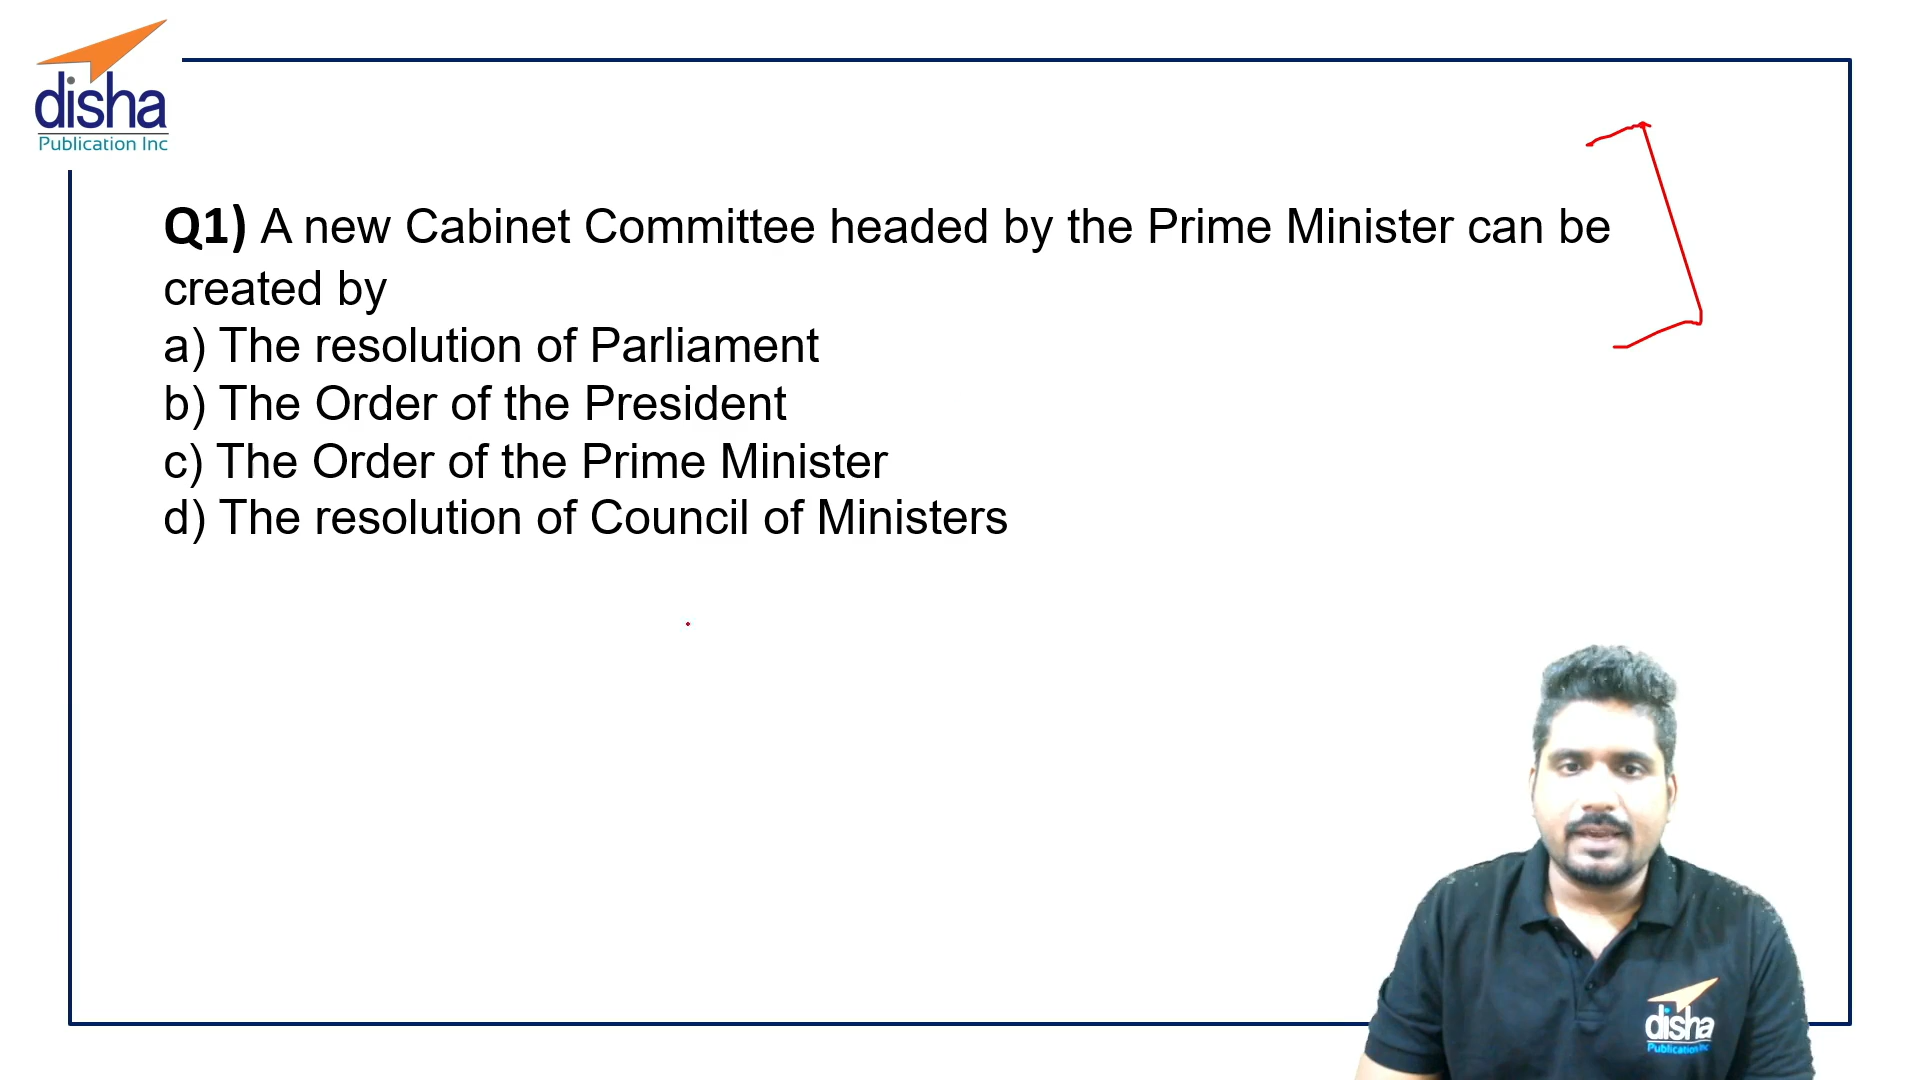 disha
Publication Inc
Q1) A new Cabinet Committee headed by the Prime Minister can be
created by
a) The resolution of Parliament
b) The Order of the President
c) The Order of the Prime Minister
d) The resolution of Council of Ministers
disha
Publication Inc